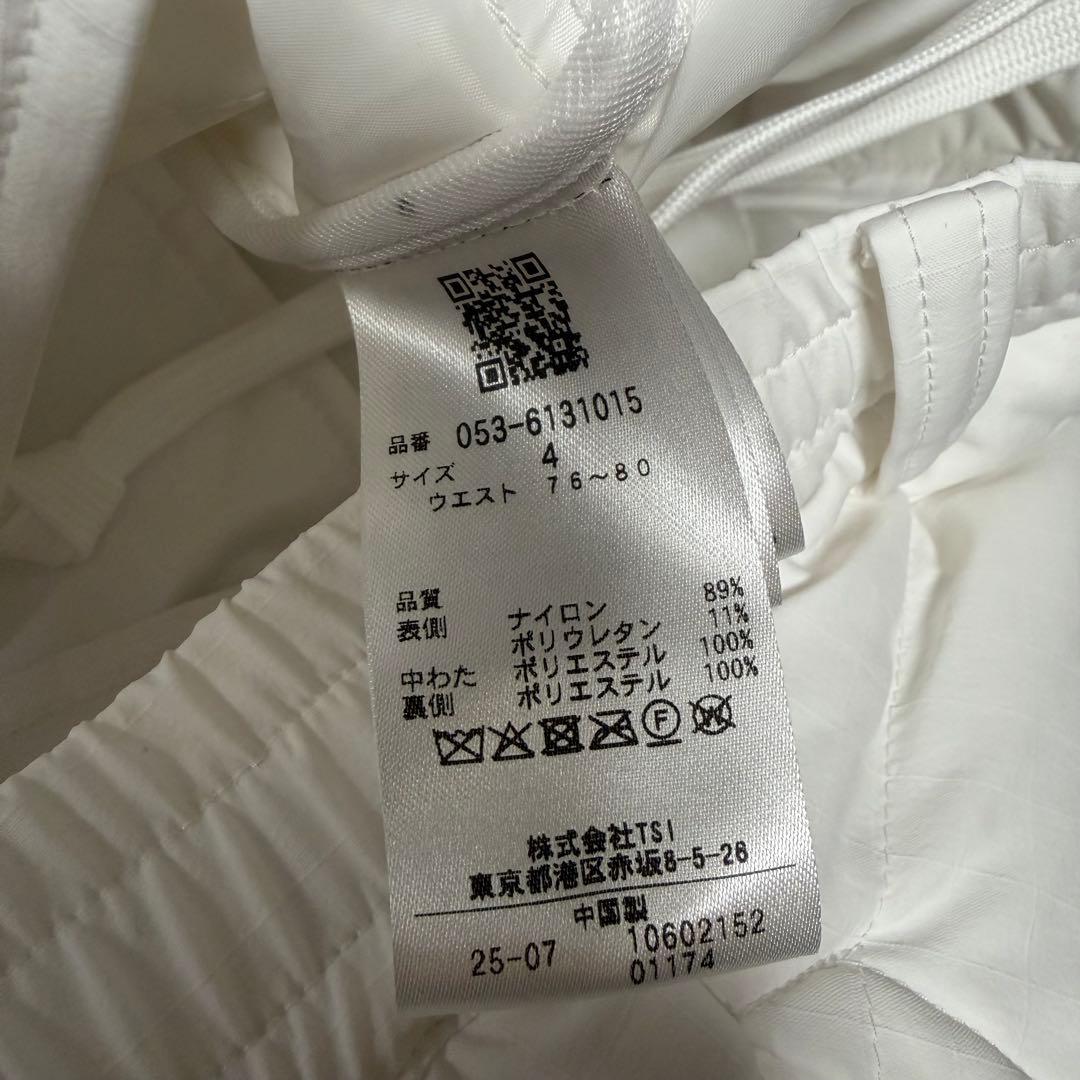 品番 053-6131015
サイズ 4
ウエスト 76～80
品質
表側 ナイロン 89%
ポリウレタン 11%
中わた ポリエステル 100%
裏側 ポリエステル 100%
F W
株式会社TSI
東京都港区赤坂8-5-26
中国製
25-07 10602152
01174